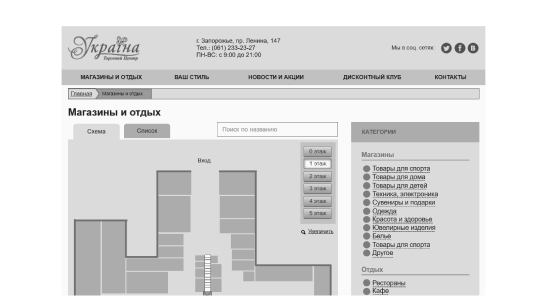 Україна
Торговий Центр
г. Запорожье, пр. Ленина, 147
Тел.: (061) 233-23-27
ПН-ВС: с 9:00 до 21:00
Мы в соц. сетях
МАГАЗИНЫ И ОТДЫХ
ВАШ СТИЛЬ
НОВОСТИ И АКЦИИ
ДИСКОНТНЫЙ КЛУБ
КОНТАКТЫ
Главная
Магазины и отдых
Магазины и отдых
Схема
Список
Поиск по названию
Вход
0 этаж
1 этаж
2 этаж
3 этаж
4 этаж
5 этаж
Увеличить
КАТЕГОРИИ
Магазины
Товары для спорта
Товары для дома
Товары для детей
Техника, электроника
Сувениры и подарки
Одежда
Красота и здоровье
Ювелирные изделия
Белье
Товары для спорта
Другое
Отдых
Рестораны
Кафе